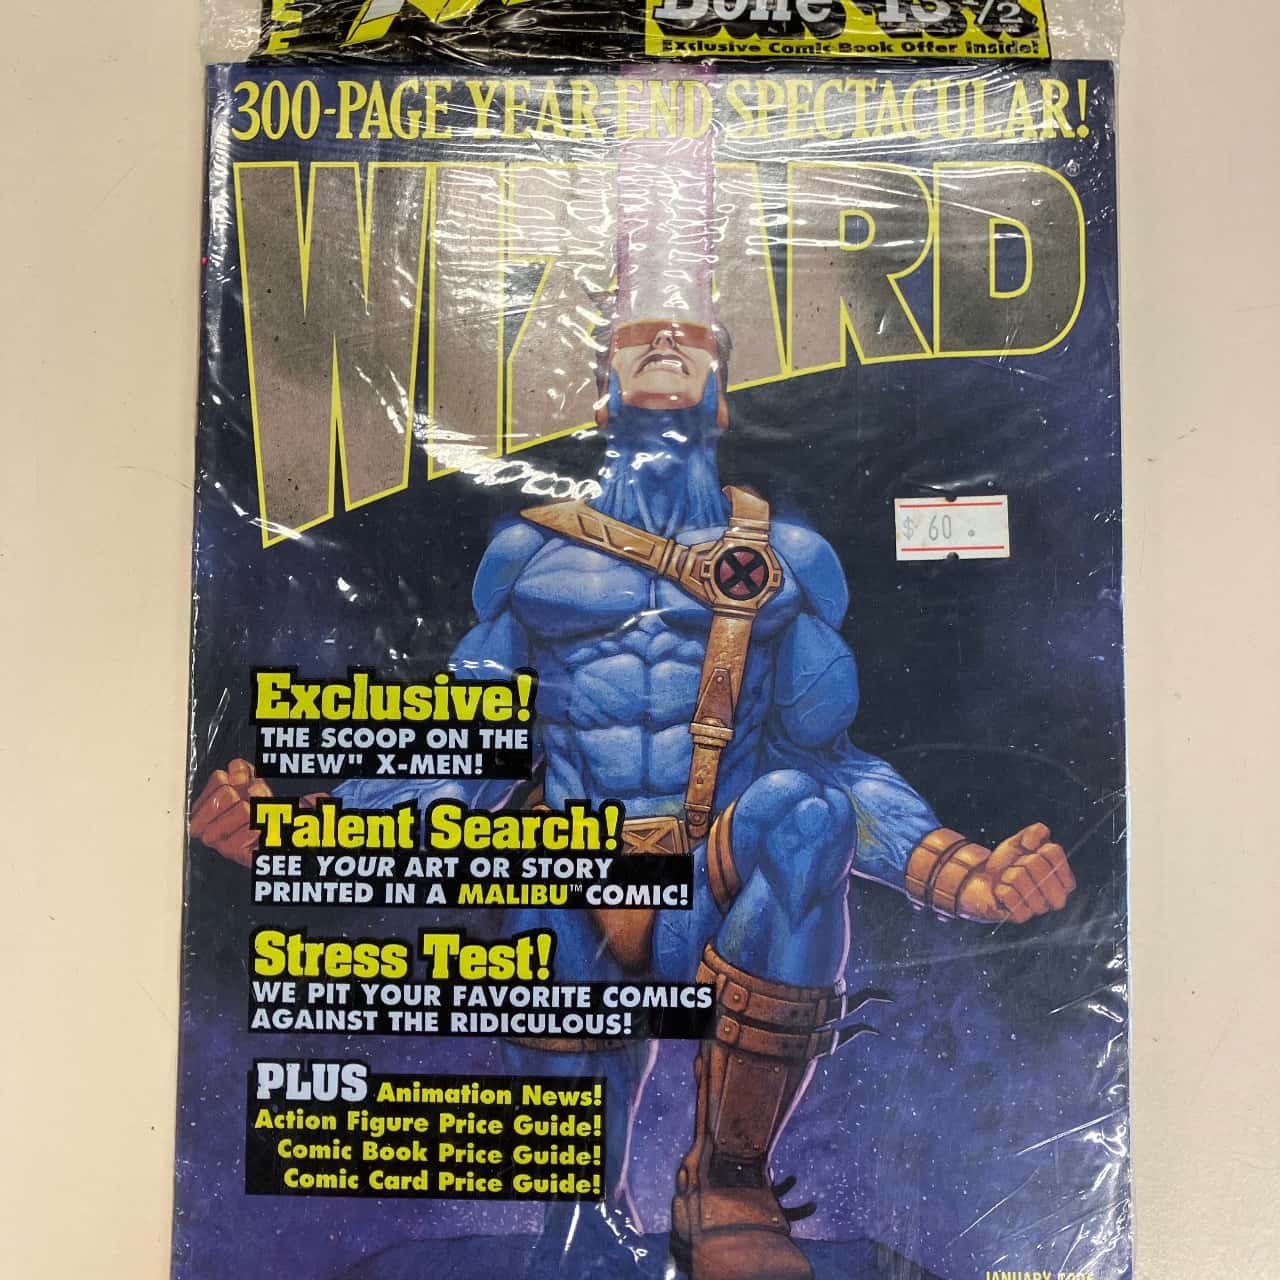 Bone 13 1/2
Exclusive Comic Book Offer Inside!
300-PAGE YEAR-END SPECTACULAR!
WIZARD
$ 60.
Exclusive!
THE SCOOP ON THE
"NEW" X-MEN!
Talent Search!
SEE YOUR ART OR STORY
PRINTED IN A MALIBU™ COMIC!
Stress Test!
WE PIT YOUR FAVORITE COMICS
AGAINST THE RIDICULOUS!
PLUS Animation News!
Action Figure Price Guide!
Comic Book Price Guide!
Comic Card Price Guide!
JANUARY